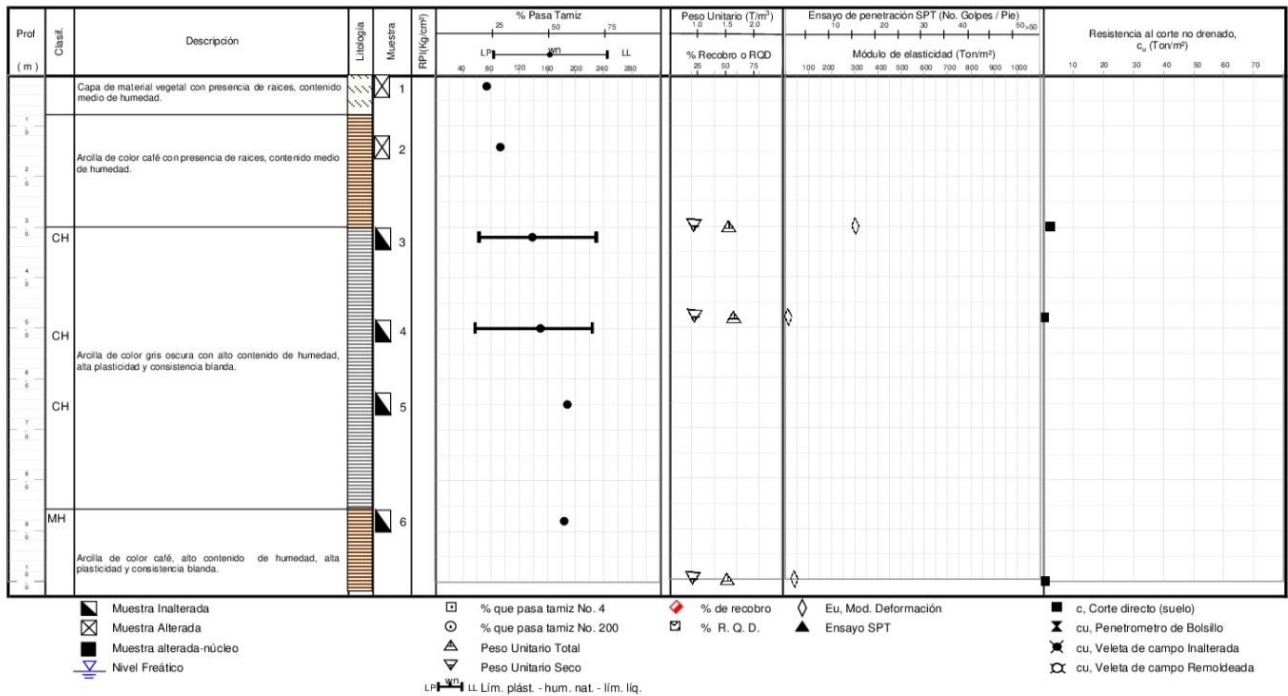 Prof
( m )
Clasif.
Descripción
Litología
Muestra
RPI(Kg/cm²)
% Pasa Tamiz
25 50 75
LP wn LL
40 80 120 160 200 240 280
Peso Unitario (T/m³)
1.0 1.5 2.0
% Recobro o RQD
25 50 75
Ensayo de penetración SPT (No. Golpes / Pie)
10 20 30 40 50 >50
Módulo de elasticidad (Ton/m²)
100 200 300 400 500 600 700 800 900 1000
Resistencia al corte no drenado,
cᵤ (Ton/m²)
10 20 30 40 50 60 70
Capa de material vegetal con presencia de raices, contenido
medio de humedad.
1
Arcilla de color café con presencia de raices, contenido medio
de humedad.
2
CH
3
CH
4
Arcilla de color gris oscura con alto contenido de humedad,
alta plasticidad y consistencia blanda.
CH
5
MH
6
Arcilla de color café, alto contenido de humedad, alta
plasticidad y consistencia blanda.
Muestra Inalterada
Muestra Alterada
Muestra alterada-núcleo
Nivel Freático
% que pasa tamiz No. 4
% que pasa tamiz No. 200
Peso Unitario Total
Peso Unitario Seco
LP wn LL Lím. plást. - hum. nat. - lím. líq.
% de recobro
% R. Q. D.
Eu, Mod. Deformación
Ensayo SPT
c, Corte directo (suelo)
cu, Penetrometro de Bolsillo
cu, Veleta de campo Inalterada
cu, Veleta de campo Remoldeada